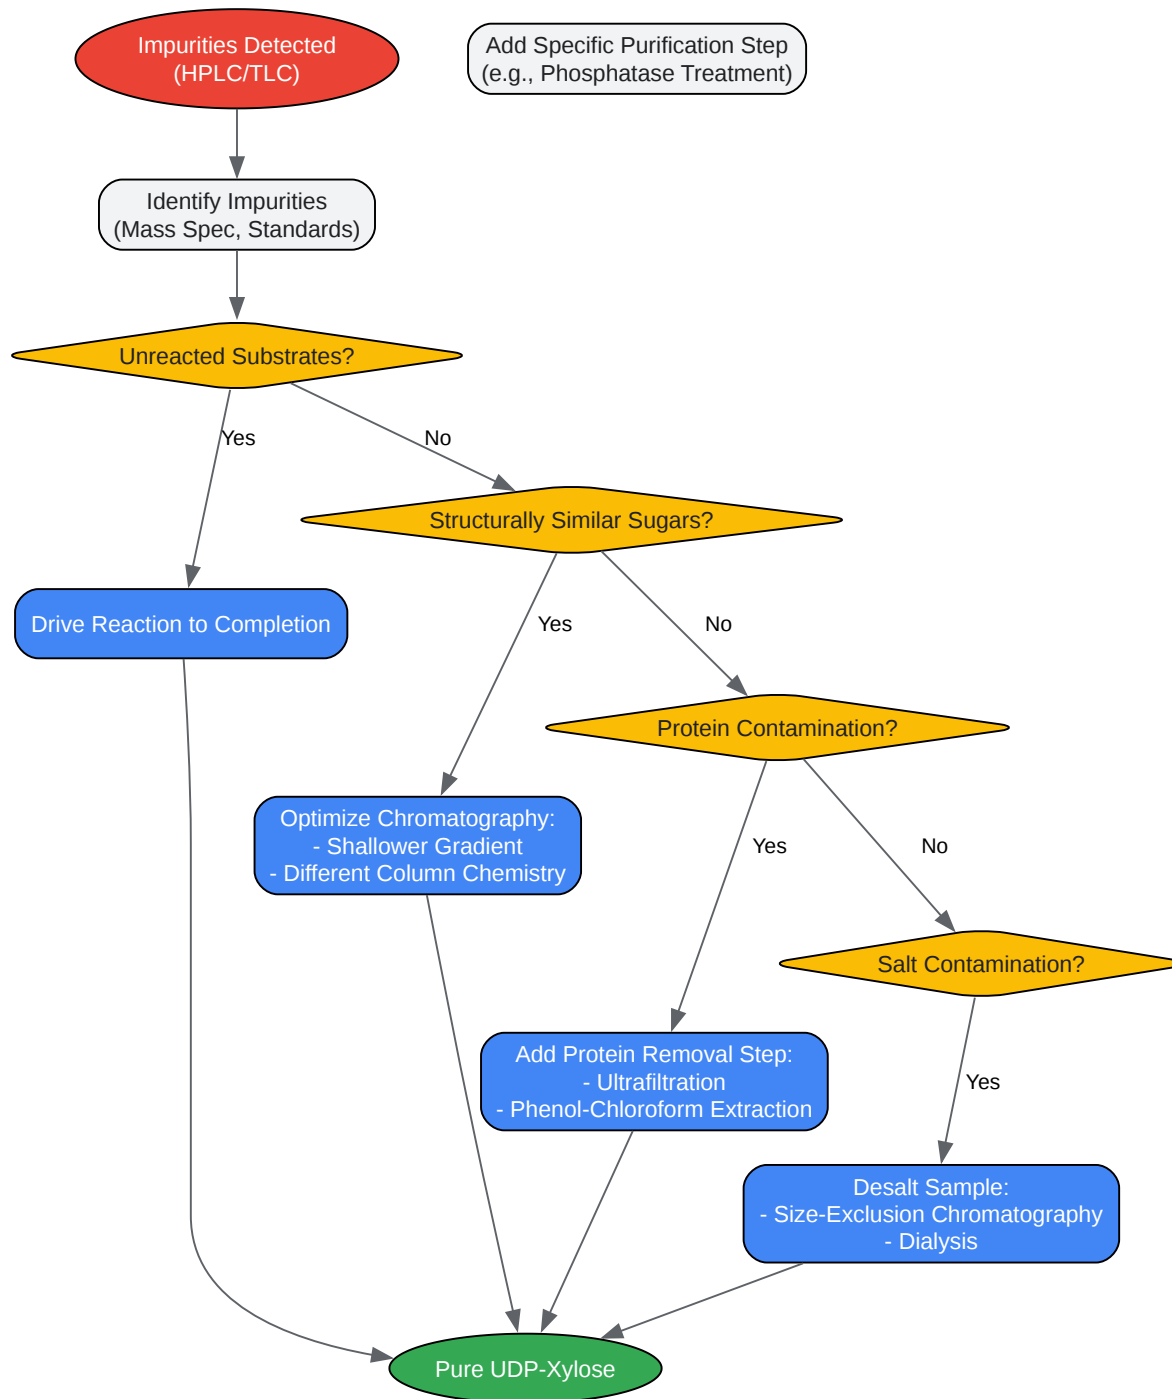 Impurities Detected
(HPLC/TLC)
Add Specific Purification Step
(e.g., Phosphatase Treatment)
Identify Impurities
(Mass Spec, Standards)
Unreacted Substrates?
Yes
No
Structurally Similar Sugars?
Drive Reaction to Completion
Yes
No
Protein Contamination?
Optimize Chromatography:
- Shallower Gradient
- Different Column Chemistry
Yes
No
Salt Contamination?
Add Protein Removal Step:
- Ultrafiltration
- Phenol-Chloroform Extraction
Yes
Desalt Sample:
- Size-Exclusion Chromatography
- Dialysis
Pure UDP-Xylose